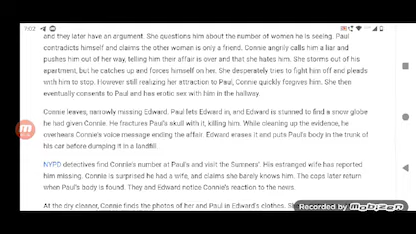 7:02
and they later have an argument. She questions him about the number of women he is seeing. Paul
contradicts himself and claims the other woman is only a friend. Connie angrily calls him a liar and
pushes him out of her way, telling him their affair is over and that she hates him. She storms out of his
apartment, but he catches up and forces himself on her. She desperately tries to fight him off and pleads
with him to stop. However still realizing her attraction to Paul, Connie quickly forgives him. She then
eventually consents to Paul and has erotic sex with him in the hallway.
Connie leaves, narrowly missing Edward. Paul lets Edward in, and Edward is stunned to find a snow globe
he had given Connie. He fractures Paul's skull with it, killing him. While cleaning up the evidence, he
overhears Connie's voice message ending the affair. Edward erases it and puts Paul's body in the trunk of
his car before dumping it in a landfill.
NYPD detectives find Connie's number at Paul's and visit the Sumners'. His estranged wife has reported
him missing. Connie is surprised he had a wife, and claims she barely knows him. The cops later return
when Paul's body is found. They and Edward notice Connie's reaction to the news.
At the dry cleaner, Connie finds the photos of her and Paul in Edward's clothes.
Recorded by Mobizen